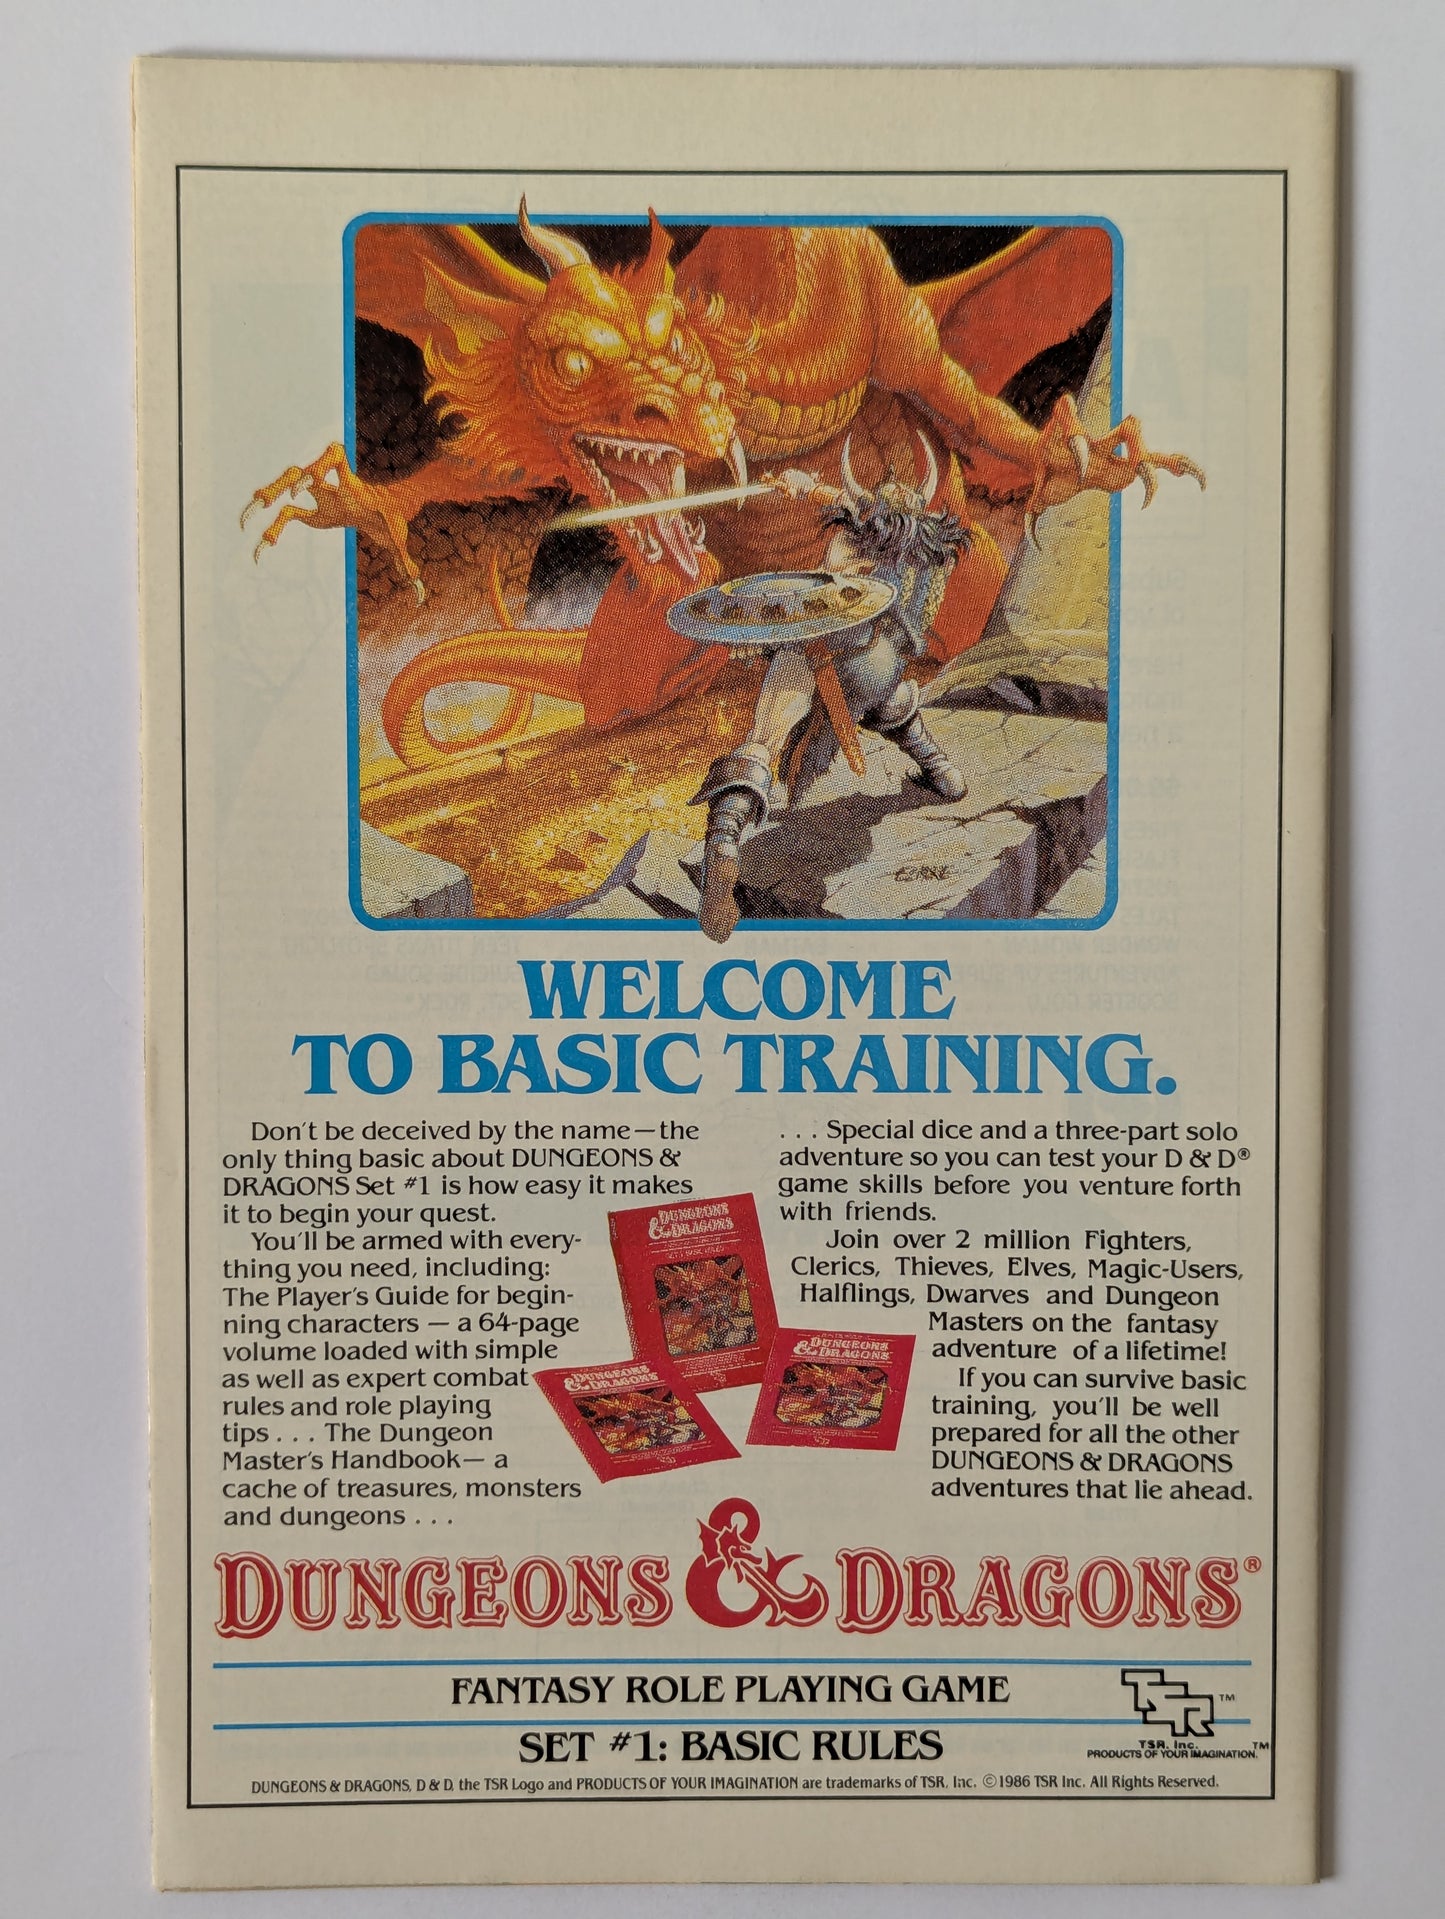 WELCOME
TO BASIC TRAINING.
Don't be deceived by the name—the
only thing basic about DUNGEONS &
DRAGONS Set #1 is how easy it makes
it to begin your quest.
You'll be armed with every-
thing you need, including:
The Player's Guide for begin-
ning characters — a 64-page
volume loaded with simple
as well as expert combat
rules and role playing
tips . . . The Dungeon
Master's Handbook— a
cache of treasures, monsters
and dungeons . . .
. . . Special dice and a three-part solo
adventure so you can test your D & D®
game skills before you venture forth
with friends.
Join over 2 million Fighters,
Clerics, Thieves, Elves, Magic-Users,
Halflings, Dwarves and Dungeon
Masters on the fantasy
adventure of a lifetime!
If you can survive basic
training, you'll be well
prepared for all the other
DUNGEONS & DRAGONS
adventures that lie ahead.
DUNGEONS
& DRAGONS
DUNGEONS
& DRAGONS
DUNGEONS
& DRAGONS
DUNGEONS & DRAGONS®
FANTASY ROLE PLAYING GAME
TSR™
SET #1: BASIC RULES
TSR, Inc.
PRODUCTS OF YOUR IMAGINATION.™
DUNGEONS & DRAGONS, D & D, the TSR Logo and PRODUCTS OF YOUR IMAGINATION are trademarks of TSR, Inc. ©1986 TSR Inc. All Rights Reserved.